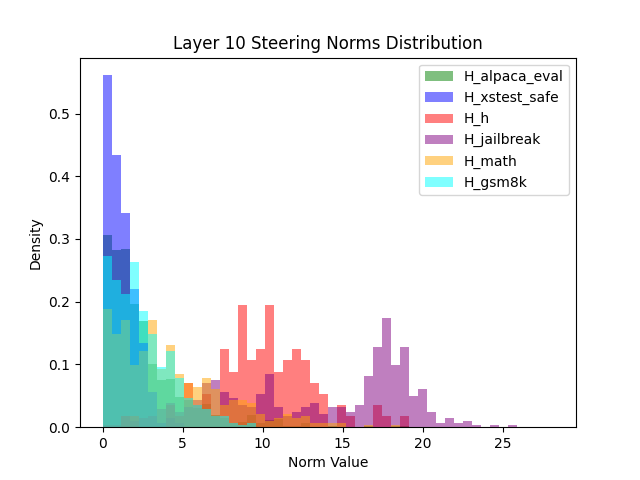 Layer 10 Steering Norms Distribution
H_alpaca_eval
H_xstest_safe
H_h
H_jailbreak
H_math
H_gsm8k
Density
0.5
0.4
0.3
0.2
0.1
0.0
0 5 10 15 20 25
Norm Value